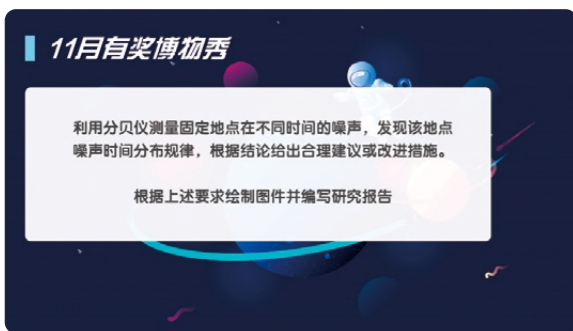 11月有奖博物秀
利用分贝仪测量固定地点在不同时间的噪声，发现该地点
噪声时间分布规律，根据结论给出合理建议或改进措施。
根据上述要求绘制图件并编写研究报告